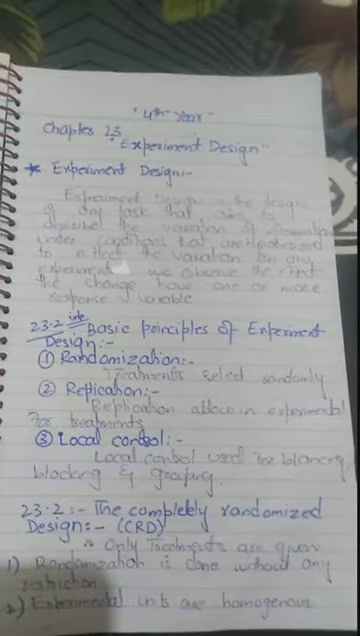 "4th Year"
Chapter 23
"Experiment Design"
* Experiment Design:-
Experiment Design is the design
of any task that aims to
describe the variation of information
under conditions that are
to reflect the variation. In any
experiment we observe the effect
the change have one or more
response variable
23.2 Basic principles of Experiment
Design:-
① Randomization:-
Treatments select randomly
② Replication:-
Replication allow in experimental
For treatments
③ Local control:-
Local control used for
blocking & grouping
23.2:- The completely randomized
Design:- (CRD)
Only Treatments are given
1) Randomization is done without any
2) Experimental units are homogenous